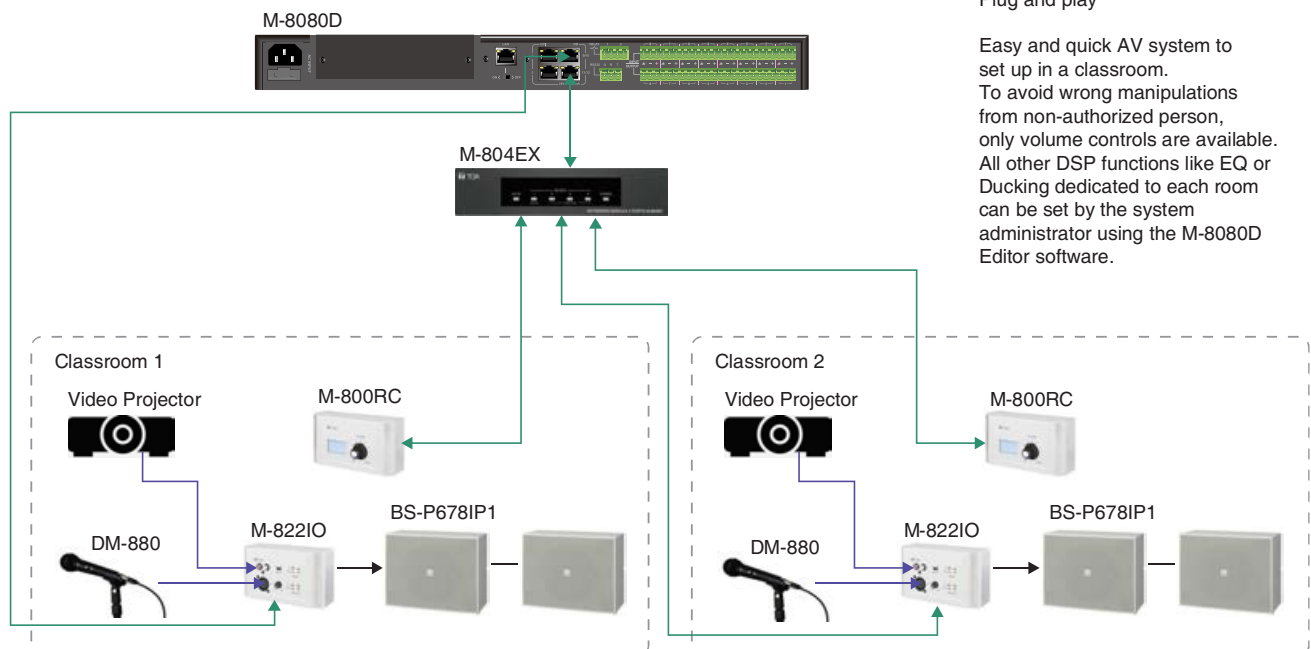 Plug and play
M-8080D
Easy and quick AV system to
set up in a classroom.
To avoid wrong manipulations
from non-authorized person,
only volume controls are available.
All other DSP functions like EQ or
Ducking dedicated to each room
can be set by the system
administrator using the M-8080D
Editor software.
M-804EX
TOA
Classroom 1
Video Projector
M-800RC
DM-880
M-822IO
BS-P678IP1
Classroom 2
Video Projector
M-800RC
DM-880
M-822IO
BS-P678IP1